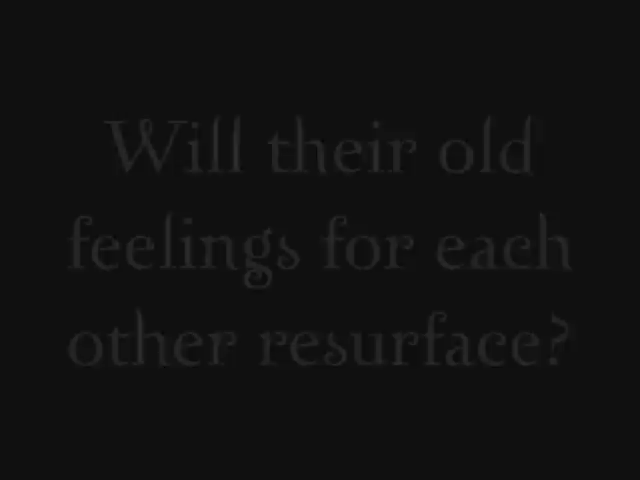 Will their old
feelings for each
other resurface?